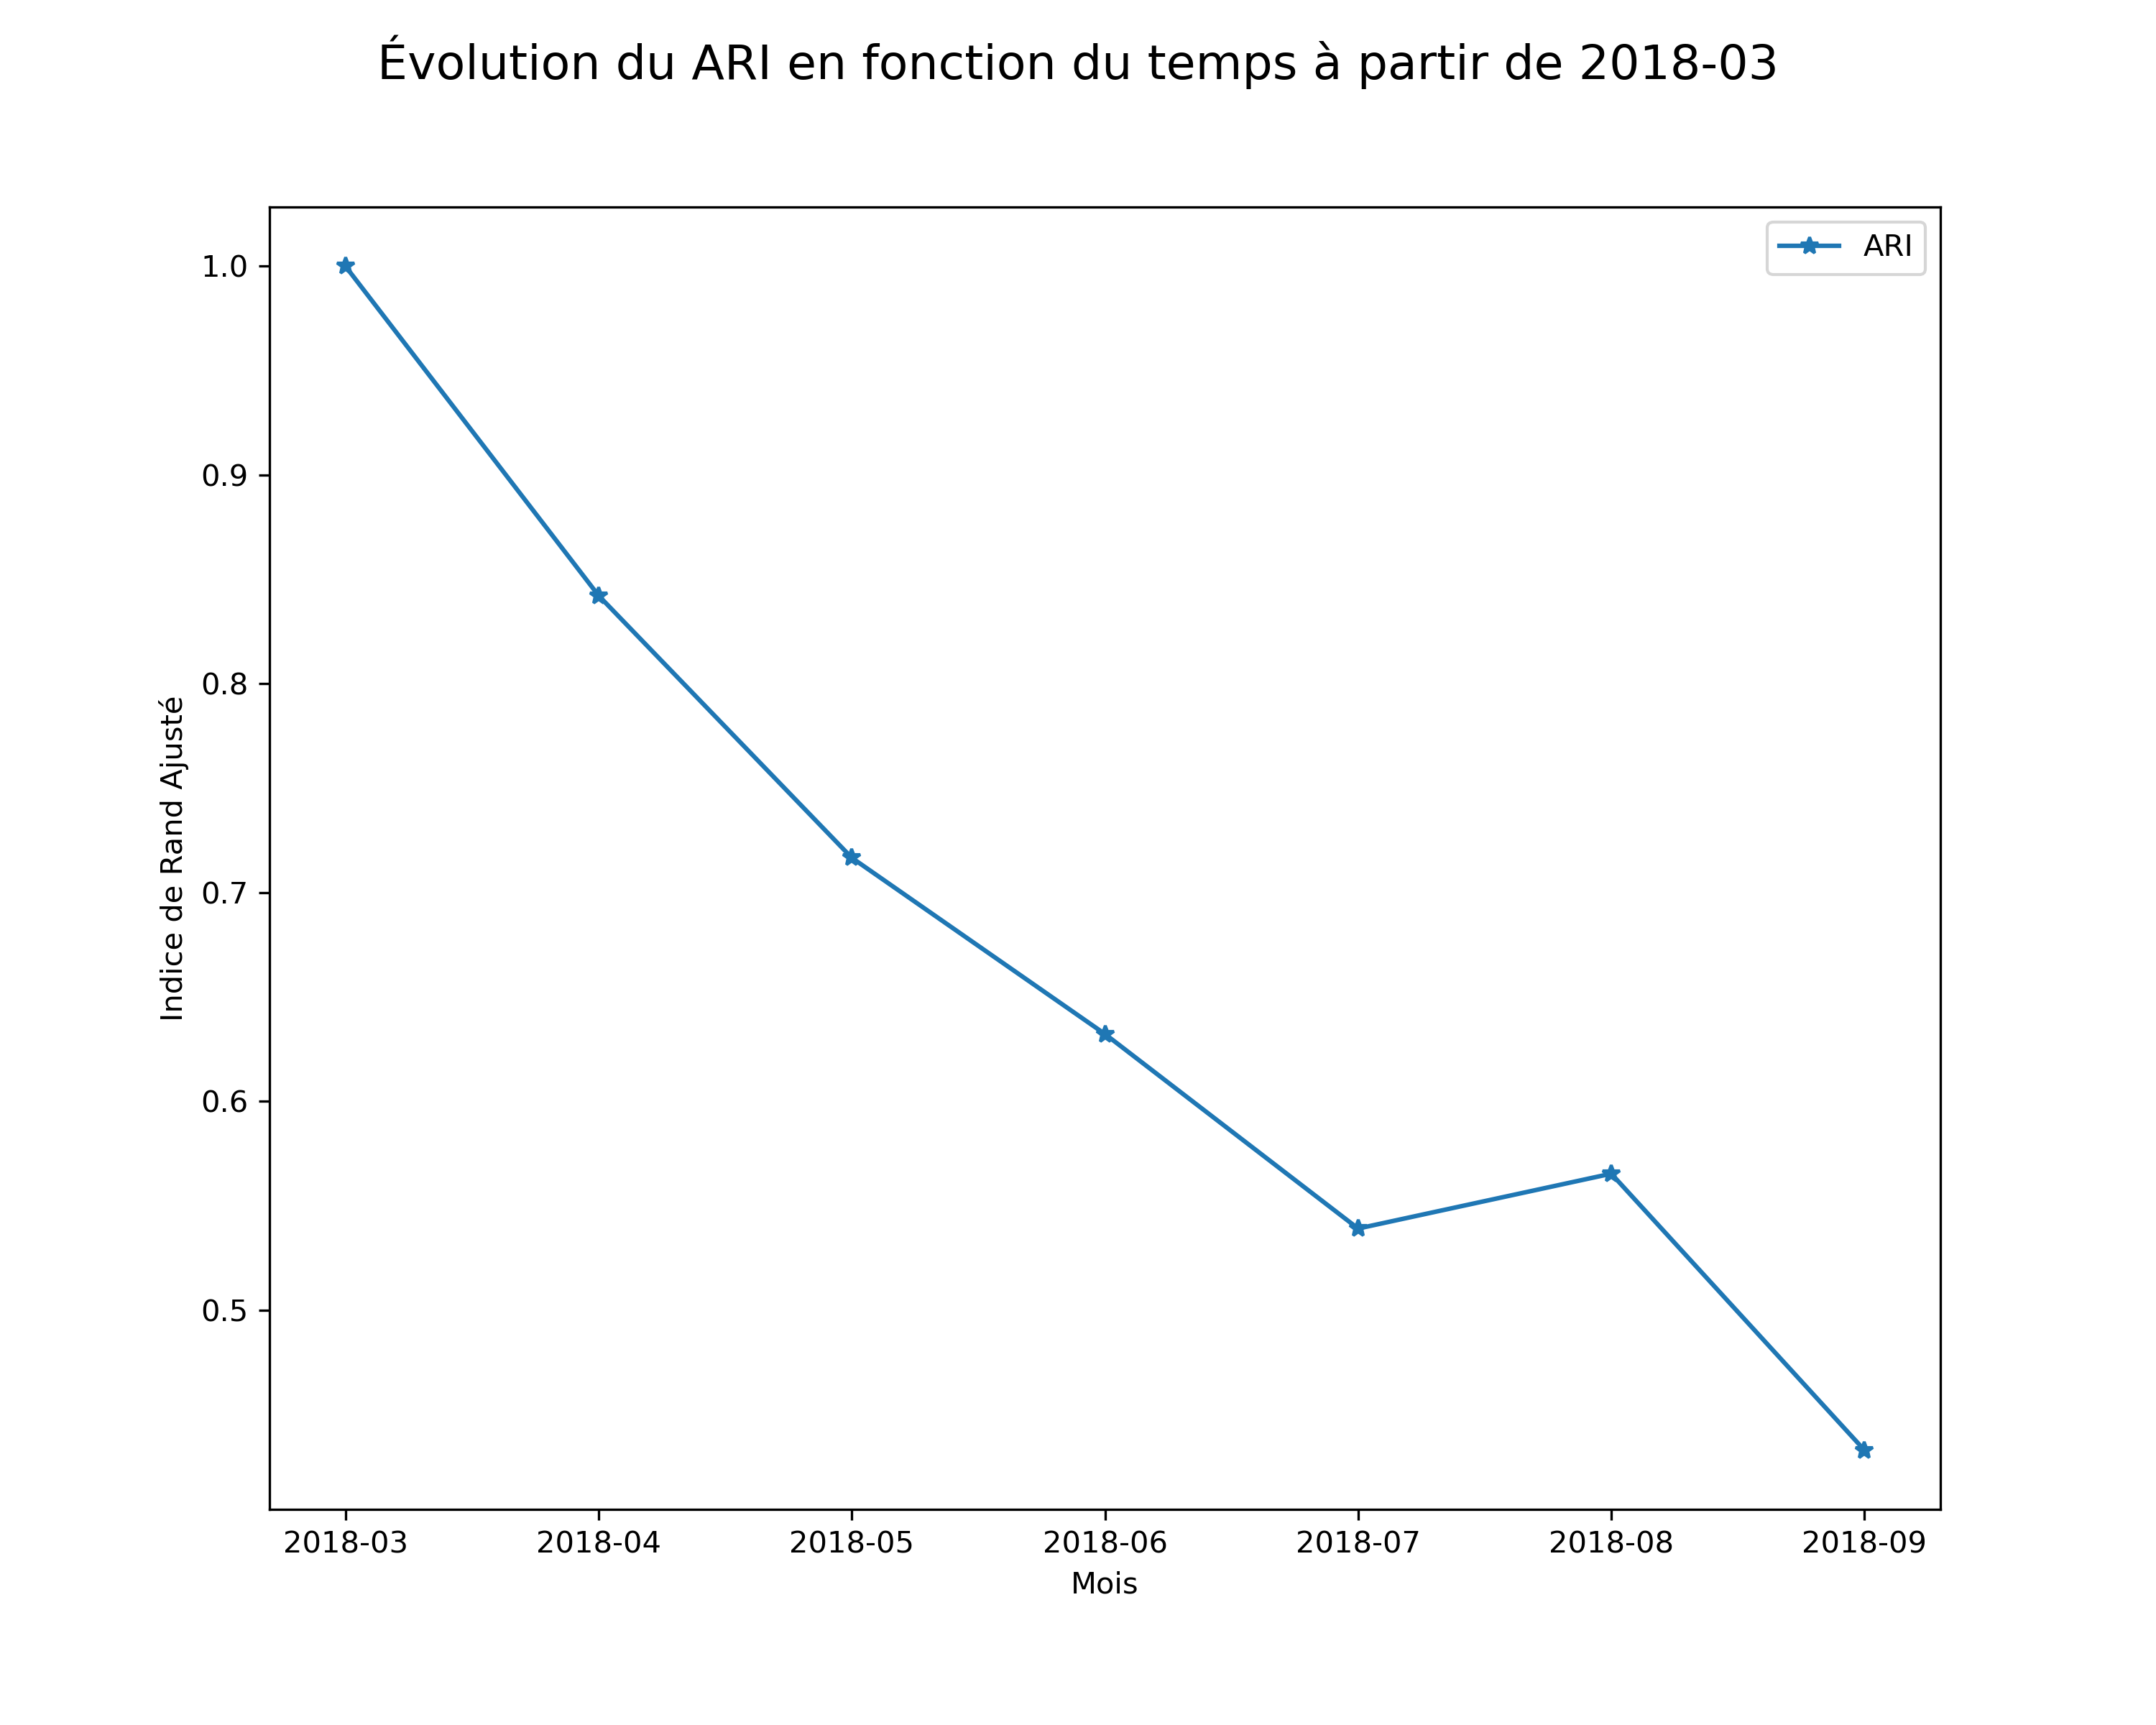 Évolution du ARI en fonction du temps à partir de 2018-03
ARI
1.0
0.9
0.8
0.7
0.6
0.5
Indice de Rand Ajusté
2018-03 2018-04 2018-05 2018-06 2018-07 2018-08 2018-09
Mois